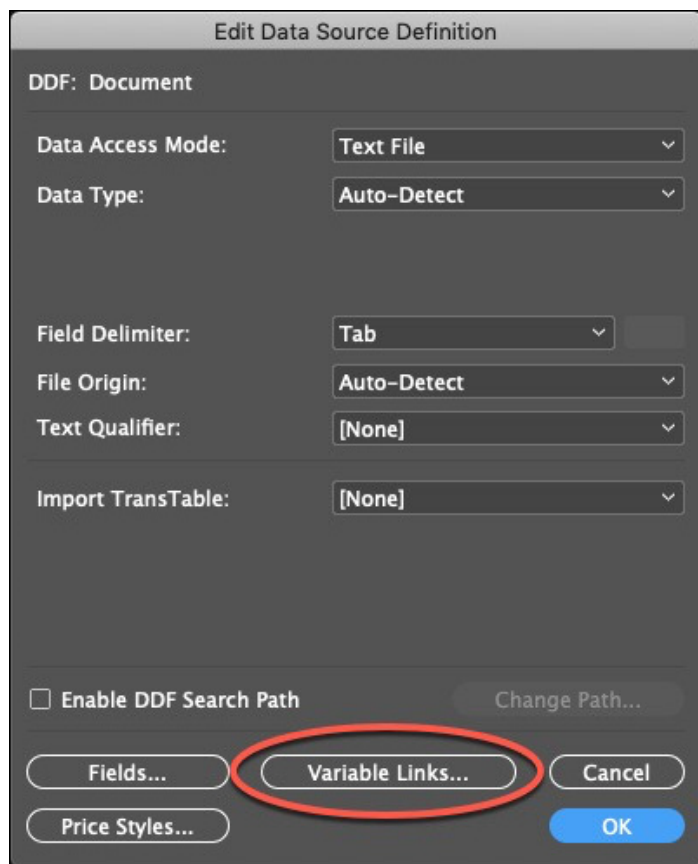 Edit Data Source Definition
DDF: Document
Data Access Mode: Text File
Data Type: Auto-Detect
Field Delimiter: Tab
File Origin: Auto-Detect
Text Qualifier: [None]
Import TransTable: [None]
Enable DDF Search Path Change Path...
Fields... Variable Links... Cancel
Price Styles... OK